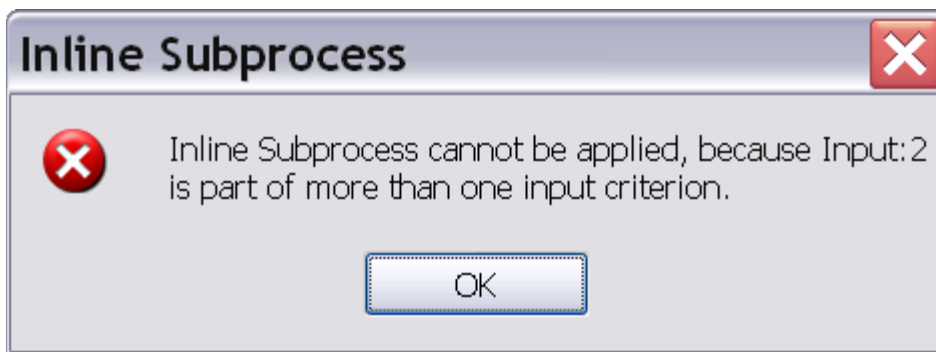 Inline Subprocess
Inline Subprocess cannot be applied, because Input:2
is part of more than one input criterion.
OK